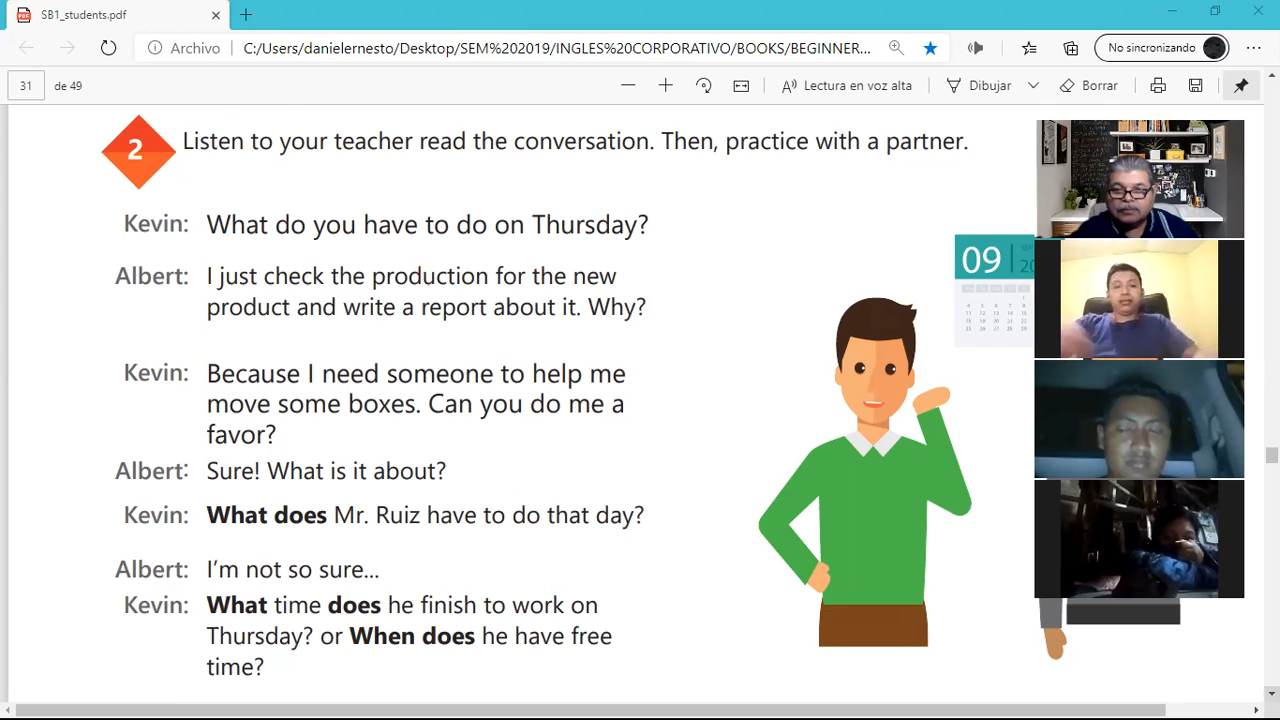 SB1_students.pdf
Archivo
C:/Users/danielernesto/Desktop/SEM%202019/INGLES%20CORPORATIVO/BOOKS/BEGINNER...
No sincronizando
31
de 49
Lectura en voz alta
Dibujar
Borrar
2
Listen to your teacher read the conversation. Then, practice with a partner.
Kevin: What do you have to do on Thursday?
Albert: I just check the production for the new
product and write a report about it. Why?
Kevin: Because I need someone to help me
move some boxes. Can you do me a
favor?
Albert: Sure! What is it about?
Kevin: What does Mr. Ruiz have to do that day?
Albert: I'm not so sure...
Kevin: What time does he finish to work on
Thursday? or When does he have free
time?
09